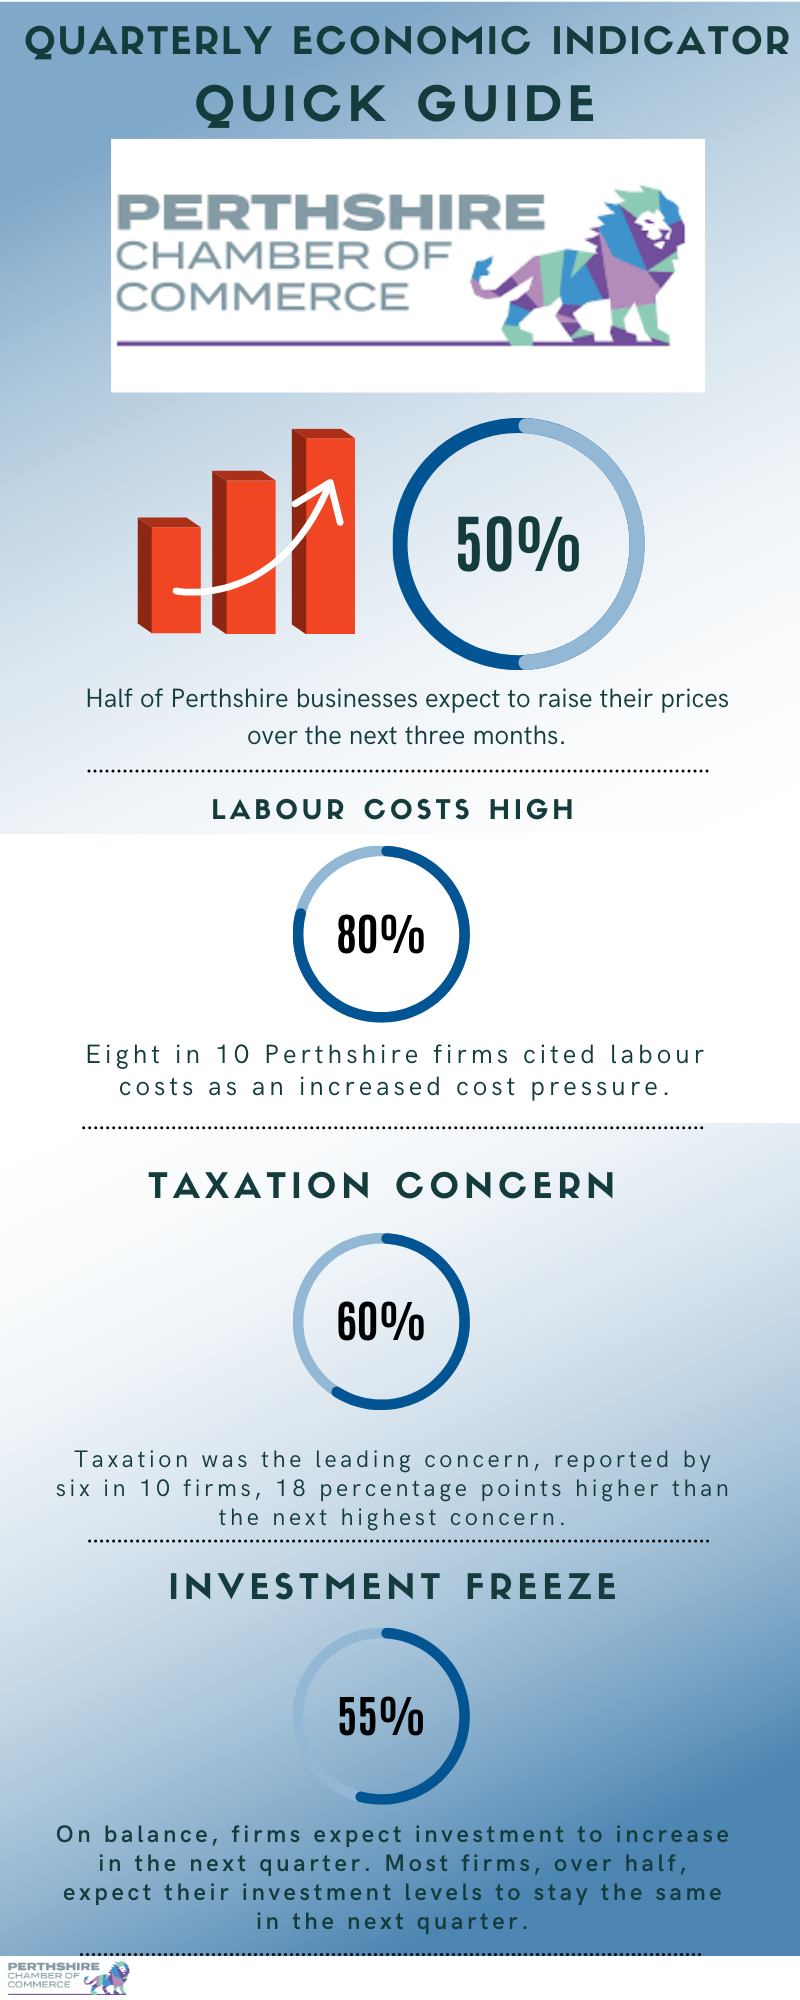 QUARTERLY ECONOMIC INDICATOR
QUICK GUIDE
PERTHSHIRE
CHAMBER OF
COMMERCE
50%
Half of Perthshire businesses expect to raise their prices
over the next three months.
LABOUR COSTS HIGH
80%
Eight in 10 Perthshire firms cited labour
costs as an increased cost pressure.
TAXATION CONCERN
60%
Taxation was the leading concern, reported by
six in 10 firms, 18 percentage points higher than
the next highest concern.
INVESTMENT FREEZE
55%
On balance, firms expect investment to increase
in the next quarter. Most firms, over half,
expect their investment levels to stay the same
in the next quarter.
PERTHSHIRE
CHAMBER OF
COMMERCE